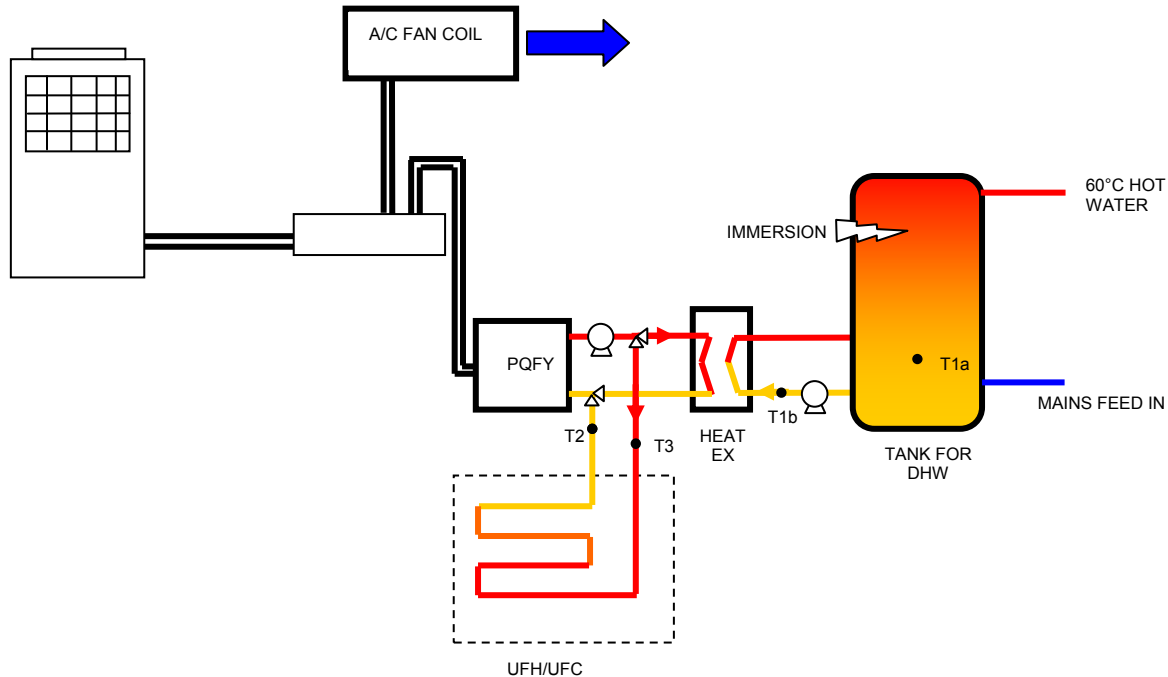 A/C FAN COIL
60°C HOT
WATER
IMMERSION
PQFY
T1a
T1b
MAINS FEED IN
T2
T3
HEAT
EX
TANK FOR
DHW
UFH/UFC